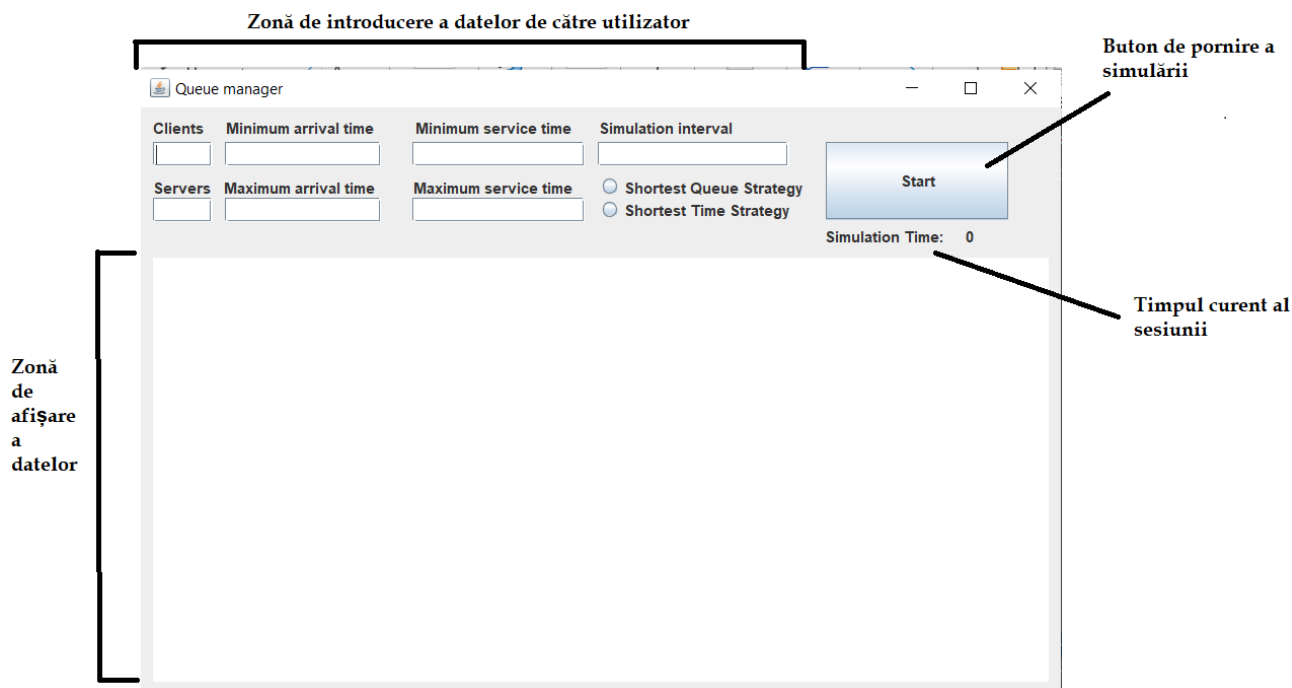 Zonă de introducere a datelor de către utilizator
Buton de pornire a
simulării
Queue manager
Clients Minimum arrival time Minimum service time Simulation interval
Start
Servers Maximum arrival time Maximum service time Shortest Queue Strategy
Shortest Time Strategy
Simulation Time: 0
Timpul curent al
sesiunii
Zonă
de
afișare
a
datelor